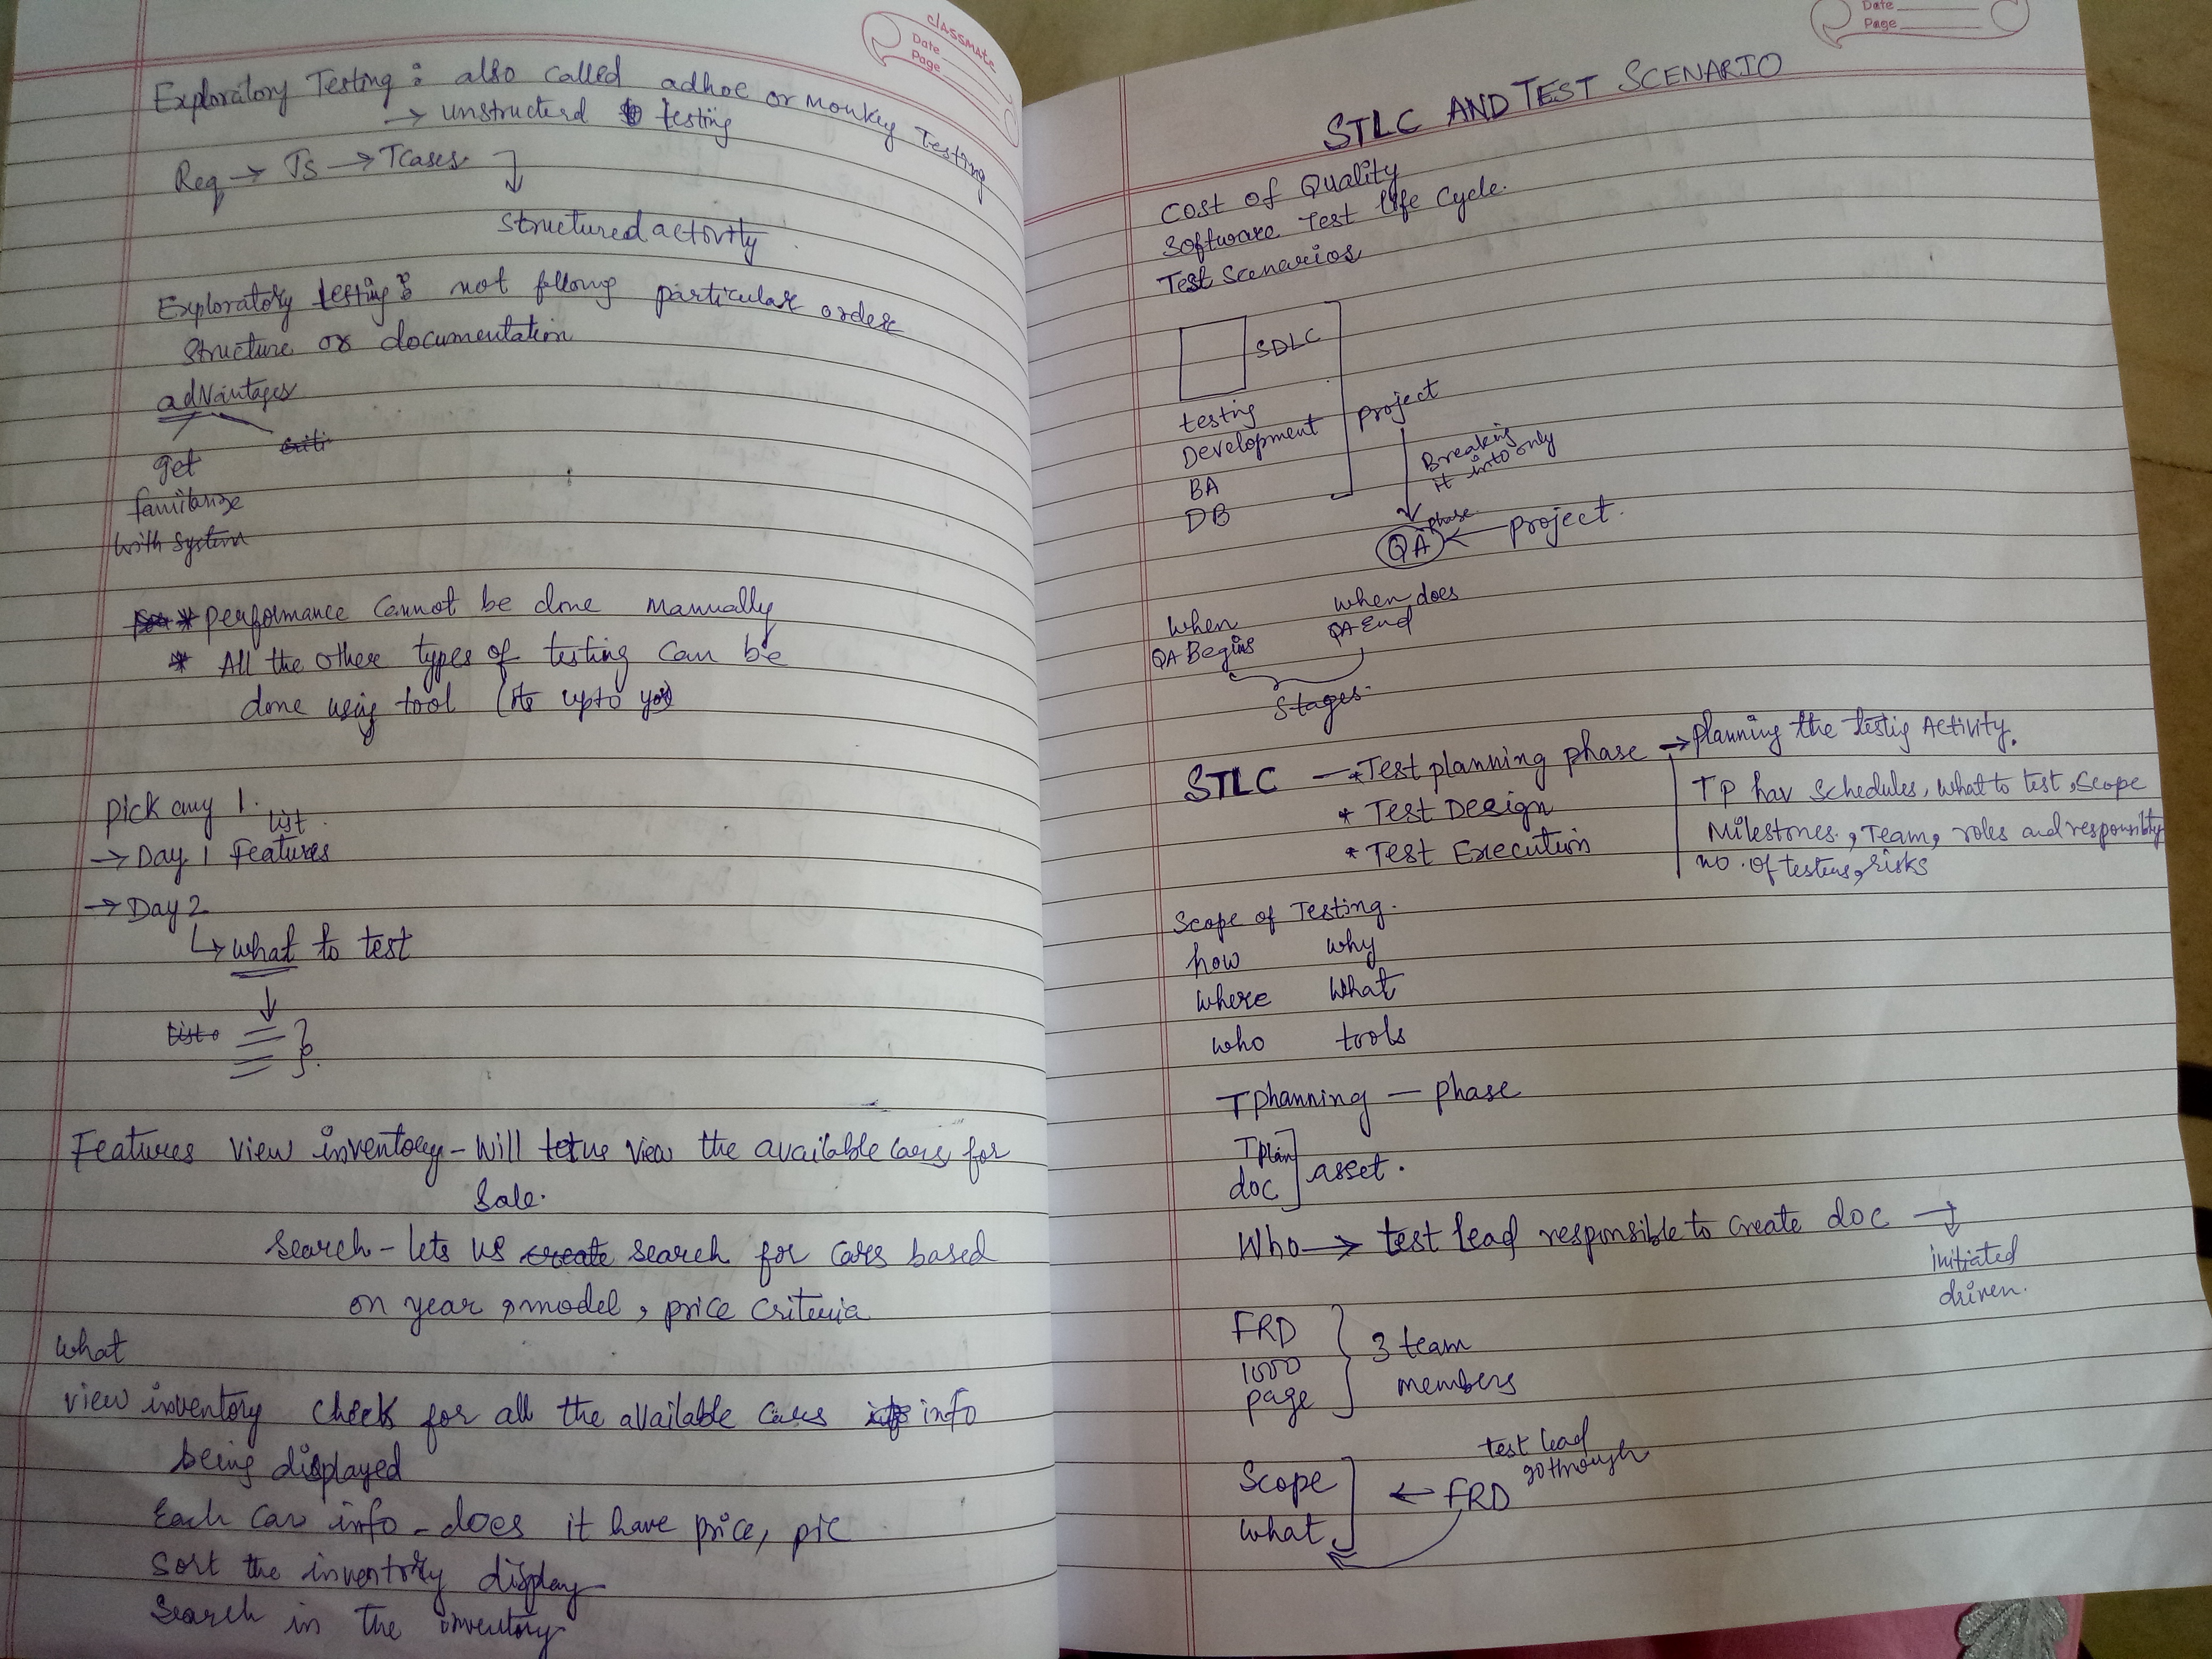 classmate
Date
Page
Exploratory Testing : also called adhoc or Monkey Testing
→ unstructerd testing
Req → Ts → Tcases
structured activity
Exploratory testing : not fllong particular order
structure or documentation
advantages
get
familarize
with system
* performance cannot be done manually
* All the other types of testing can be
done using tool (its upto you)
pick any 1.
list
→ Day 1 Features
→ Day 2
↳ what to test
list
Features view inventory - will let us view the available cars for
sale.
search - lets us create search for cars based
on year, model, price criteria
what
view inventory check for all the available cars info
being displayed
Each car info - does it have price, pic
sort the inventory display
search in the inventory
Date
Page
STLC AND TEST SCENARIO
Cost of Quality
Software Test life Cycle.
Test Scenarios
SDLC
testing
Development
BA
DB
project
Breaking
it into only
phase
QA ← project.
when
QA Begins
when does
QA End
Stages.
STLC — * Test planning phase → planning the testig Activity.
* Test Design
* Test Execution
TP hav schedules, what to test, scope
Milestones, Team, roles and responsibility
no. of testers, risks
Scope of Testing.
how why
where what
who tools
T phanning — phase
T plan
doc
asset.
Who → test lead responsible to create doc →
initiated
driven.
FRD
1000
page
3 team
members
Scope
what
← FRD
test lead
go through